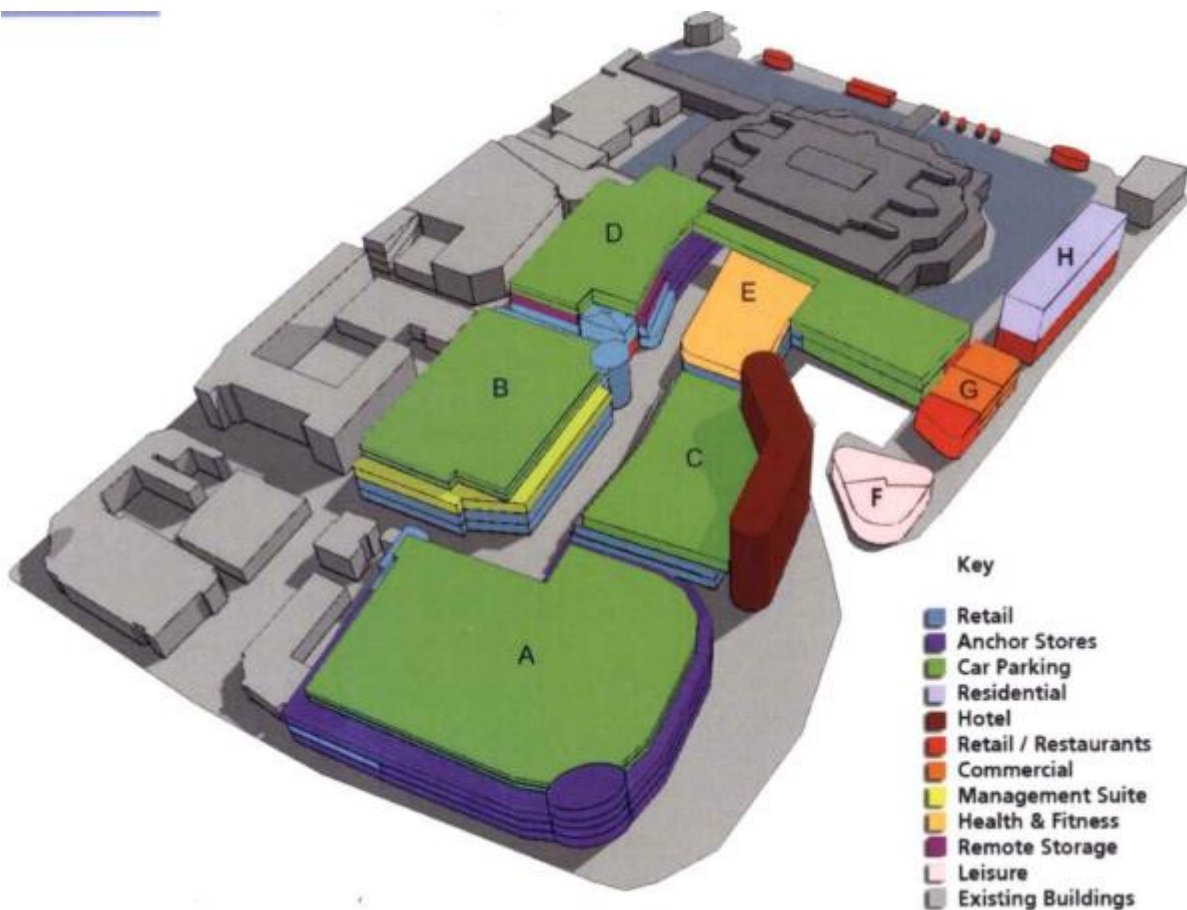 D
H
E
B
G
C
F
A
Key
Retail
Anchor Stores
Car Parking
Residential
Hotel
Retail / Restaurants
Commercial
Management Suite
Health & Fitness
Remote Storage
Leisure
Existing Buildings